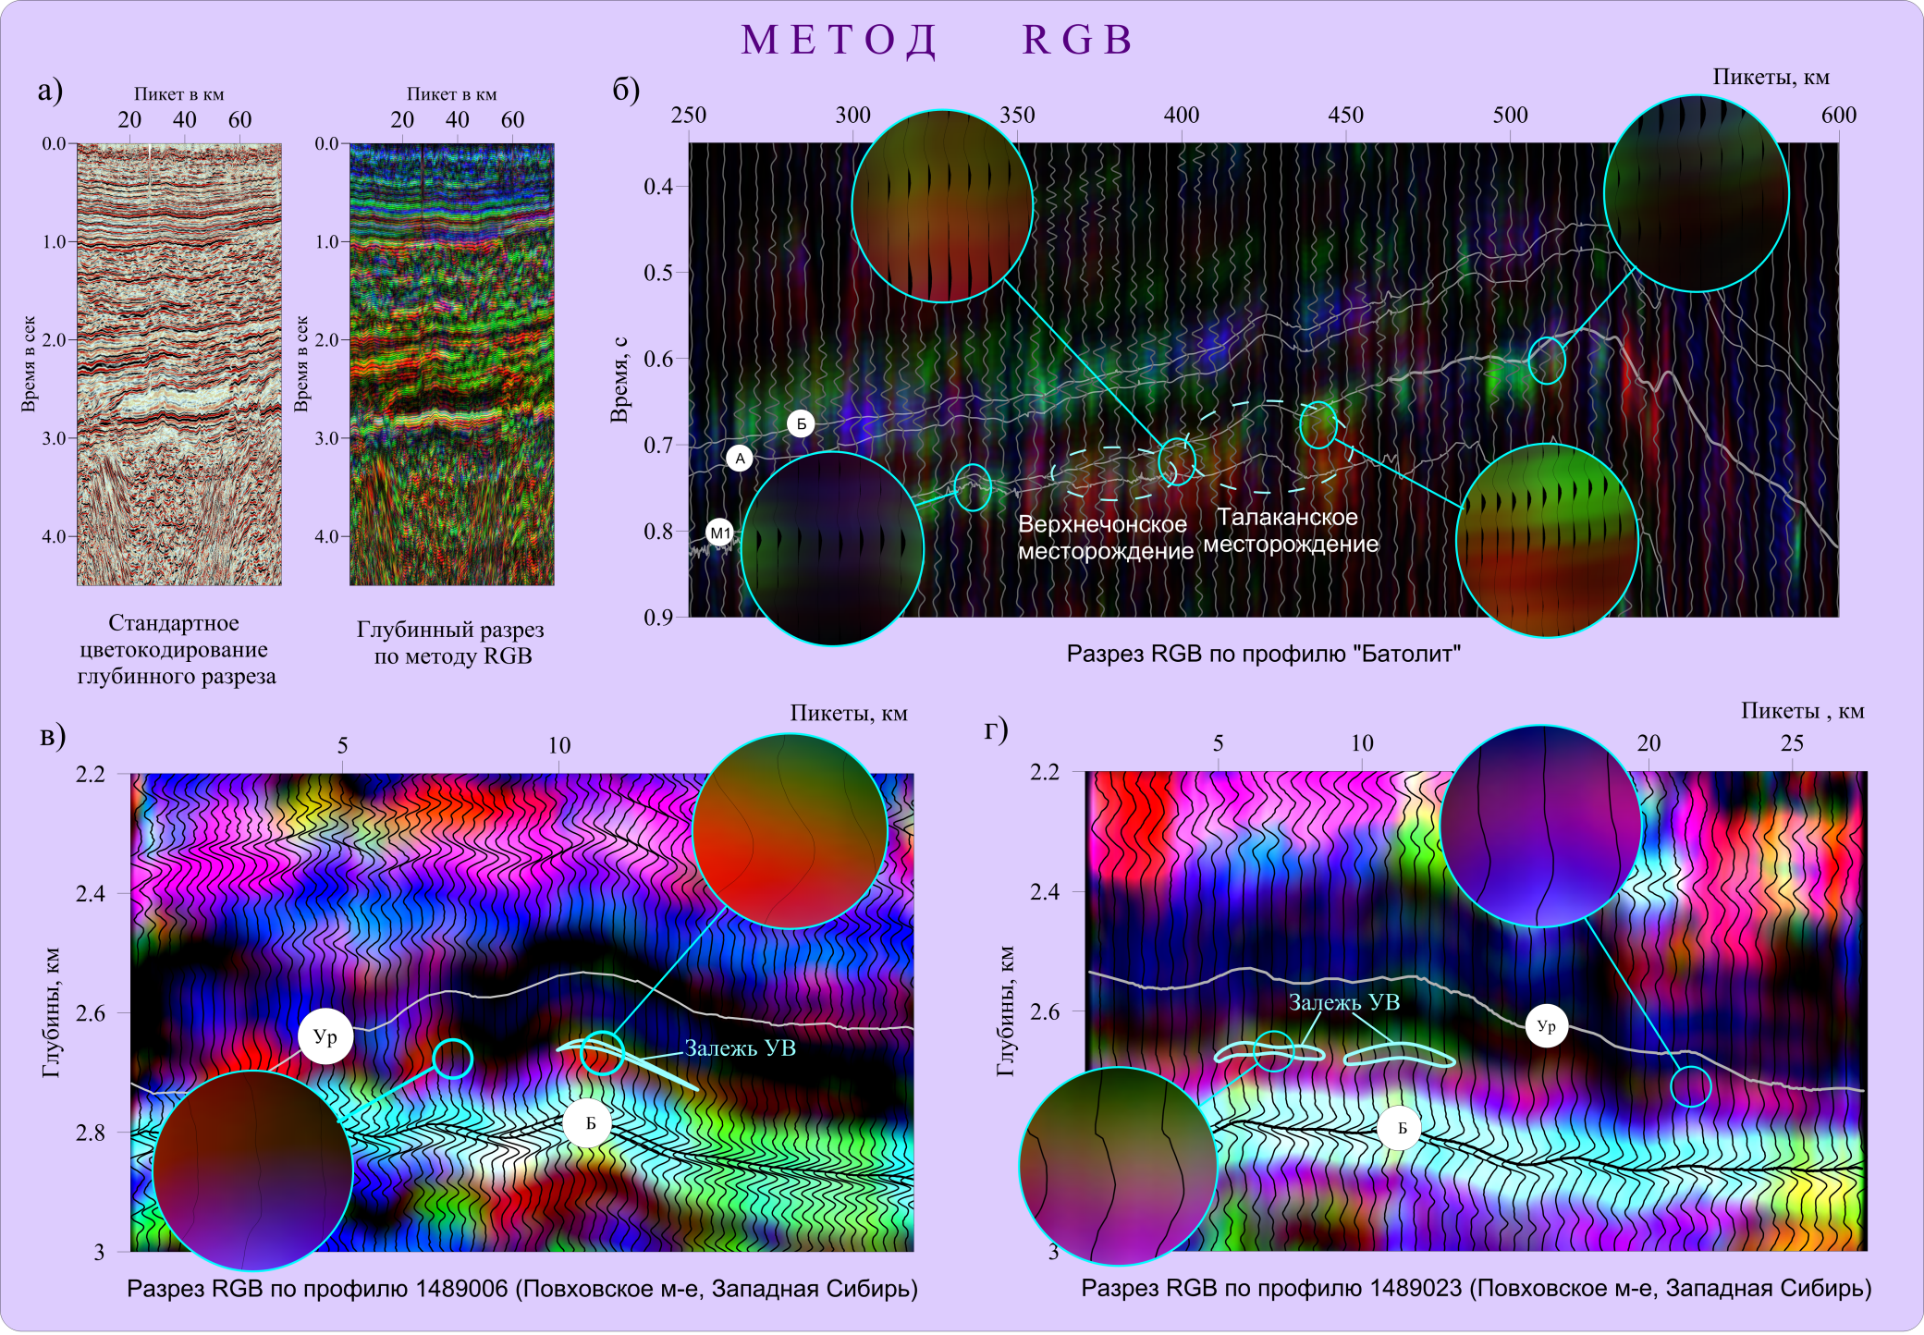 МЕТОД RGB
а)
Пикет в км
20 40 60
0.0
1.0
2.0
3.0
4.0
Время в сек
Стандартное
цветокодирование
глубинного разреза
Пикет в км
20 40 60
0.0
1.0
2.0
3.0
4.0
Время в сек
Глубинный разрез
по методу RGB
б)
Пикеты, км
250 300 350 400 450 500 600
0.4
0.5
0.6
0.7
0.8
0.9
Время, с
Б
А
М1
Верхнечонское
месторождение
Талаканское
месторождение
Разрез RGB по профилю "Батолит"
в)
Пикеты, км
5 10
2.2
2.4
2.6
2.8
3
Глубины, км
Ур
Залежь УВ
Б
Разрез RGB по профилю 1489006 (Повховское м-е, Западная Сибирь)
г)
Пикеты , км
5 10 20 25
2.2
2.4
2.6
3
Глубины, км
Залежь УВ
Ур
Б
Разрез RGB по профилю 1489023 (Повховское м-е, Западная Сибирь)